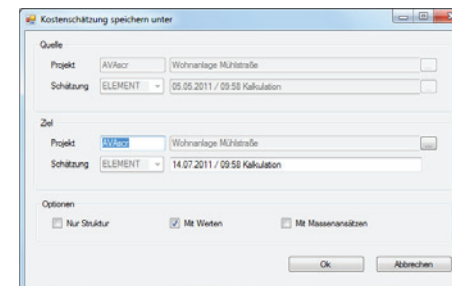 Kostenschätzung speichern unter
Quelle
Projekt AVAscr Wohnanlage Mühlstraße ...
Schätzung ELEMENT 05.05.2011 / 09:58 Kalkulation ...
Ziel
Projekt AVAscr Wohnanlage Mühlstraße ...
Schätzung ELEMENT 14.07.2011 / 09:58 Kalkulation
Optionen
Nur Struktur Mit Werten Mit Massenansätzen
Ok Abbrechen